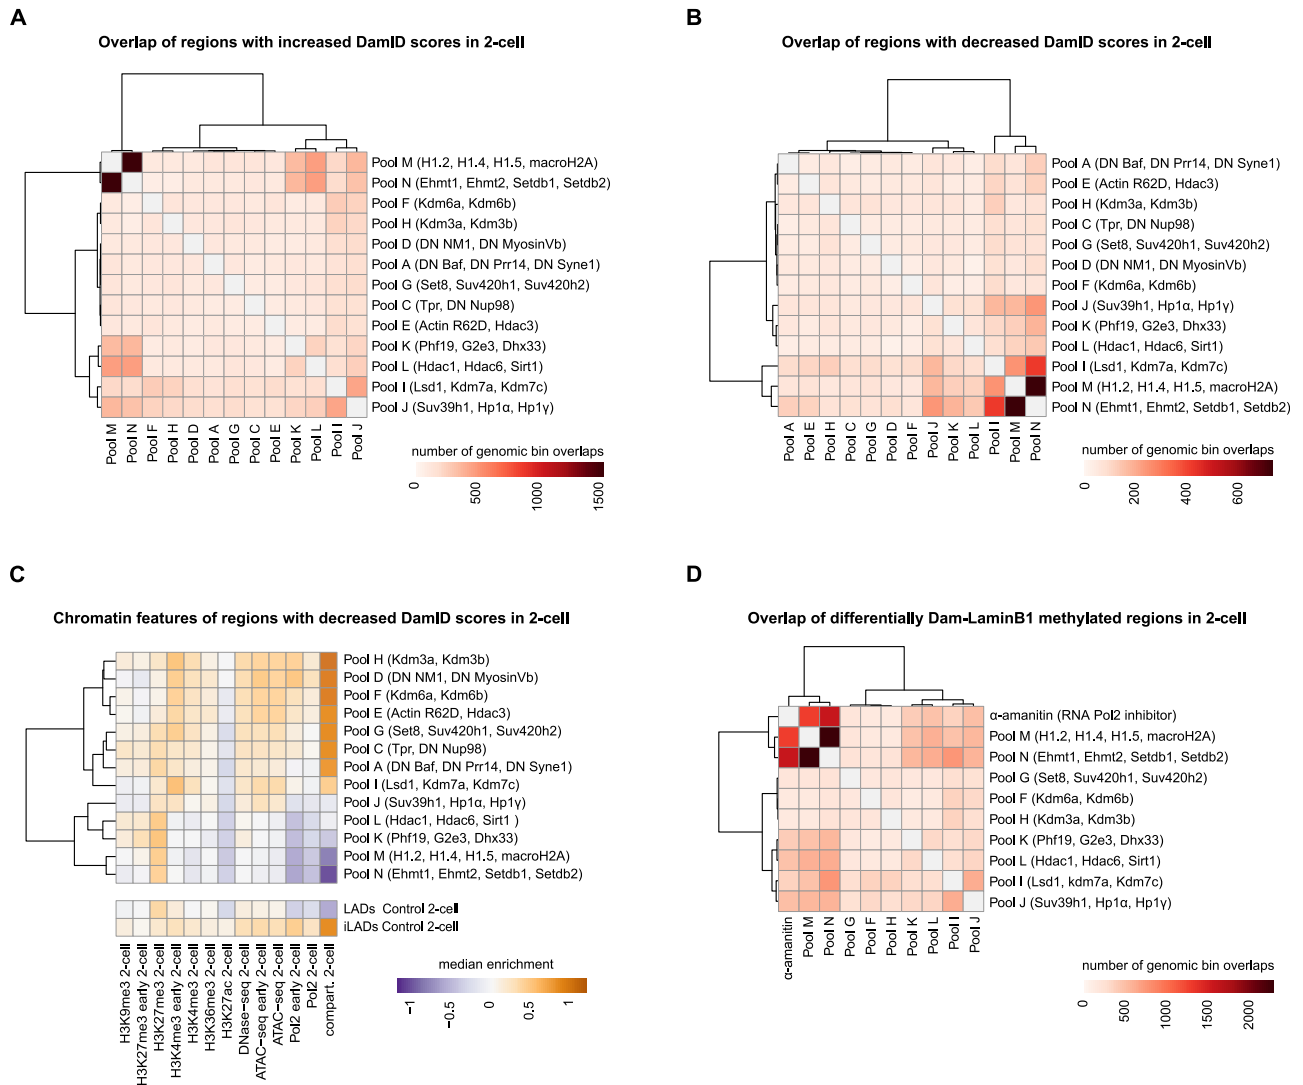 A
Overlap of regions with increased DamID scores in 2-cell
Pool M (H1.2, H1.4, H1.5, macroH2A)
Pool N (Ehmt1, Ehmt2, Setdb1, Setdb2)
Pool F (Kdm6a, Kdm6b)
Pool H (Kdm3a, Kdm3b)
Pool D (DN NM1, DN MyosinVb)
Pool A (DN Baf, DN Prr14, DN Syne1)
Pool G (Set8, Suv420h1, Suv420h2)
Pool C (Tpr, DN Nup98)
Pool E (Actin R62D, Hdac3)
Pool K (Phf19, G2e3, Dhx33)
Pool L (Hdac1, Hdac6, Sirt1)
Pool I (Lsd1, Kdm7a, Kdm7c)
Pool J (Suv39h1, Hp1α, Hp1γ)
Pool M
Pool N
Pool F
Pool H
Pool D
Pool A
Pool G
Pool C
Pool E
Pool K
Pool L
Pool I
Pool J
number of genomic bin overlaps
0
500
1000
1500
B
Overlap of regions with decreased DamID scores in 2-cell
Pool A (DN Baf, DN Prr14, DN Syne1)
Pool E (Actin R62D, Hdac3)
Pool H (Kdm3a, Kdm3b)
Pool C (Tpr, DN Nup98)
Pool G (Set8, Suv420h1, Suv420h2)
Pool D (DN NM1, DN MyosinVb)
Pool F (Kdm6a, Kdm6b)
Pool J (Suv39h1, Hp1α, Hp1γ)
Pool K (Phf19, G2e3, Dhx33)
Pool L (Hdac1, Hdac6, Sirt1)
Pool I (Lsd1, Kdm7a, Kdm7c)
Pool M (H1.2, H1.4, H1.5, macroH2A)
Pool N (Ehmt1, Ehmt2, Setdb1, Setdb2)
Pool A
Pool E
Pool H
Pool C
Pool G
Pool D
Pool F
Pool J
Pool K
Pool L
Pool I
Pool M
Pool N
number of genomic bin overlaps
0
200
400
600
C
Chromatin features of regions with decreased DamID scores in 2-cell
Pool H (Kdm3a, Kdm3b)
Pool D (DN NM1, DN MyosinVb)
Pool F (Kdm6a, Kdm6b)
Pool E (Actin R62D, Hdac3)
Pool G (Set8, Suv420h1, Suv420h2)
Pool C (Tpr, DN Nup98)
Pool A (DN Baf, DN Prr14, DN Syne1)
Pool I (Lsd1, Kdm7a, Kdm7c)
Pool J (Suv39h1, Hp1α, Hp1γ)
Pool L (Hdac1, Hdac6, Sirt1 )
Pool K (Phf19, G2e3, Dhx33)
Pool M (H1.2, H1.4, H1.5, macroH2A)
Pool N (Ehmt1, Ehmt2, Setdb1, Setdb2)
LADs Control 2-cell
iLADs Control 2-cell
H3K9me3 2-cell
H3K27me3 early 2-cell
H3K27me3 2-cell
H3K4me3 early 2-cell
H3K4me3 2-cell
H3K36me3 2-cell
H3K27ac 2-cell
DNase−seq 2-cell
ATAC−seq early 2-cell
ATAC−seq 2-cell
Pol2 early 2-cell
Pol2 2-cell
compart. 2-cell
median enrichment
−1
−0.5
0
0.5
1
D
Overlap of differentially Dam-LaminB1 methylated regions in 2-cell
α-amanitin (RNA Pol2 inhibitor)
Pool M (H1.2, H1.4, H1.5, macroH2A)
Pool N (Ehmt1, Ehmt2, Setdb1, Setdb2)
Pool G (Set8, Suv420h1, Suv420h2)
Pool F (Kdm6a, Kdm6b)
Pool H (Kdm3a, Kdm3b)
Pool K (Phf19, G2e3, Dhx33)
Pool L (Hdac1, Hdac6, Sirt1)
Pool I (Lsd1, kdm7a, Kdm7c)
Pool J (Suv39h1, Hp1α, Hp1γ)
α-amanitin
Pool M
Pool N
Pool G
Pool F
Pool H
Pool K
Pool L
Pool I
Pool J
number of genomic bin overlaps
0
500
1000
1500
2000